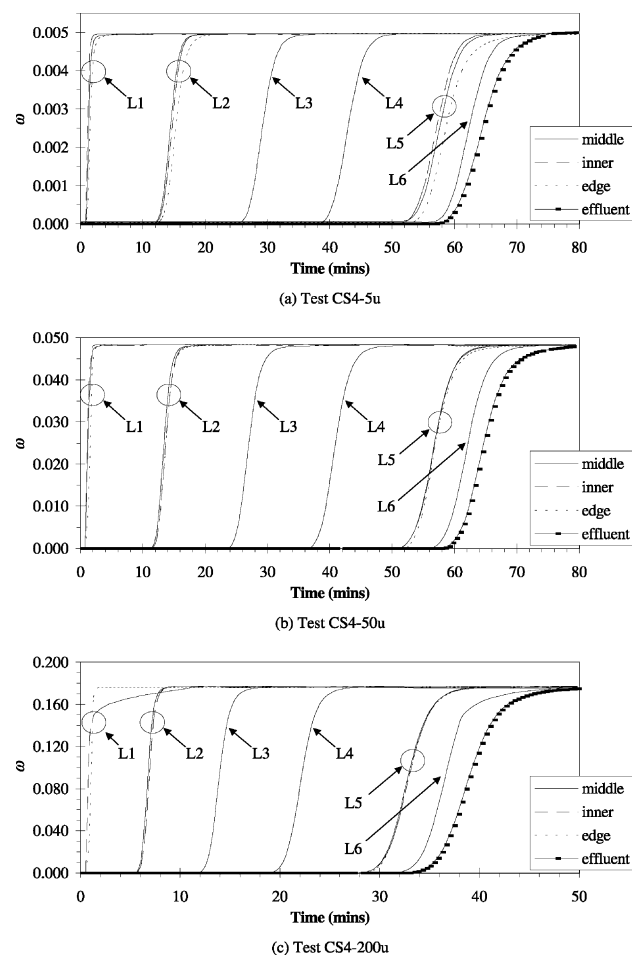 0.005
0.004
0.003
0.002
0.001
0.000
ω
L1
L2
L3
L4
L5
L6
middle
inner
edge
effluent
0 10 20 30 40 50 60 70 80
Time (mins)
(a) Test CS4-5u
0.050
0.040
0.030
0.020
0.010
0.000
ω
L1
L2
L3
L4
L5
L6
middle
inner
edge
effluent
0 10 20 30 40 50 60 70 80
Time (mins)
(b) Test CS4-50u
0.200
0.160
0.120
0.080
0.040
0.000
ω
L1
L2
L3
L4
L5
L6
middle
inner
edge
effluent
0 10 20 30 40 50
Time (mins)
(c) Test CS4-200u